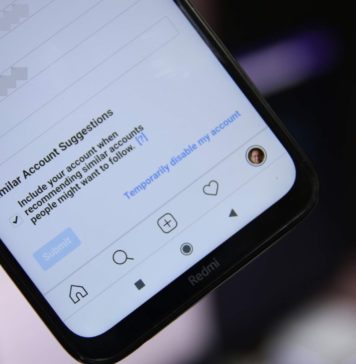 Similar Account Suggestions
Include your account when
recommending similar accounts
people might want to follow. [?]
Temporarily disable my account
Submit
Redmi